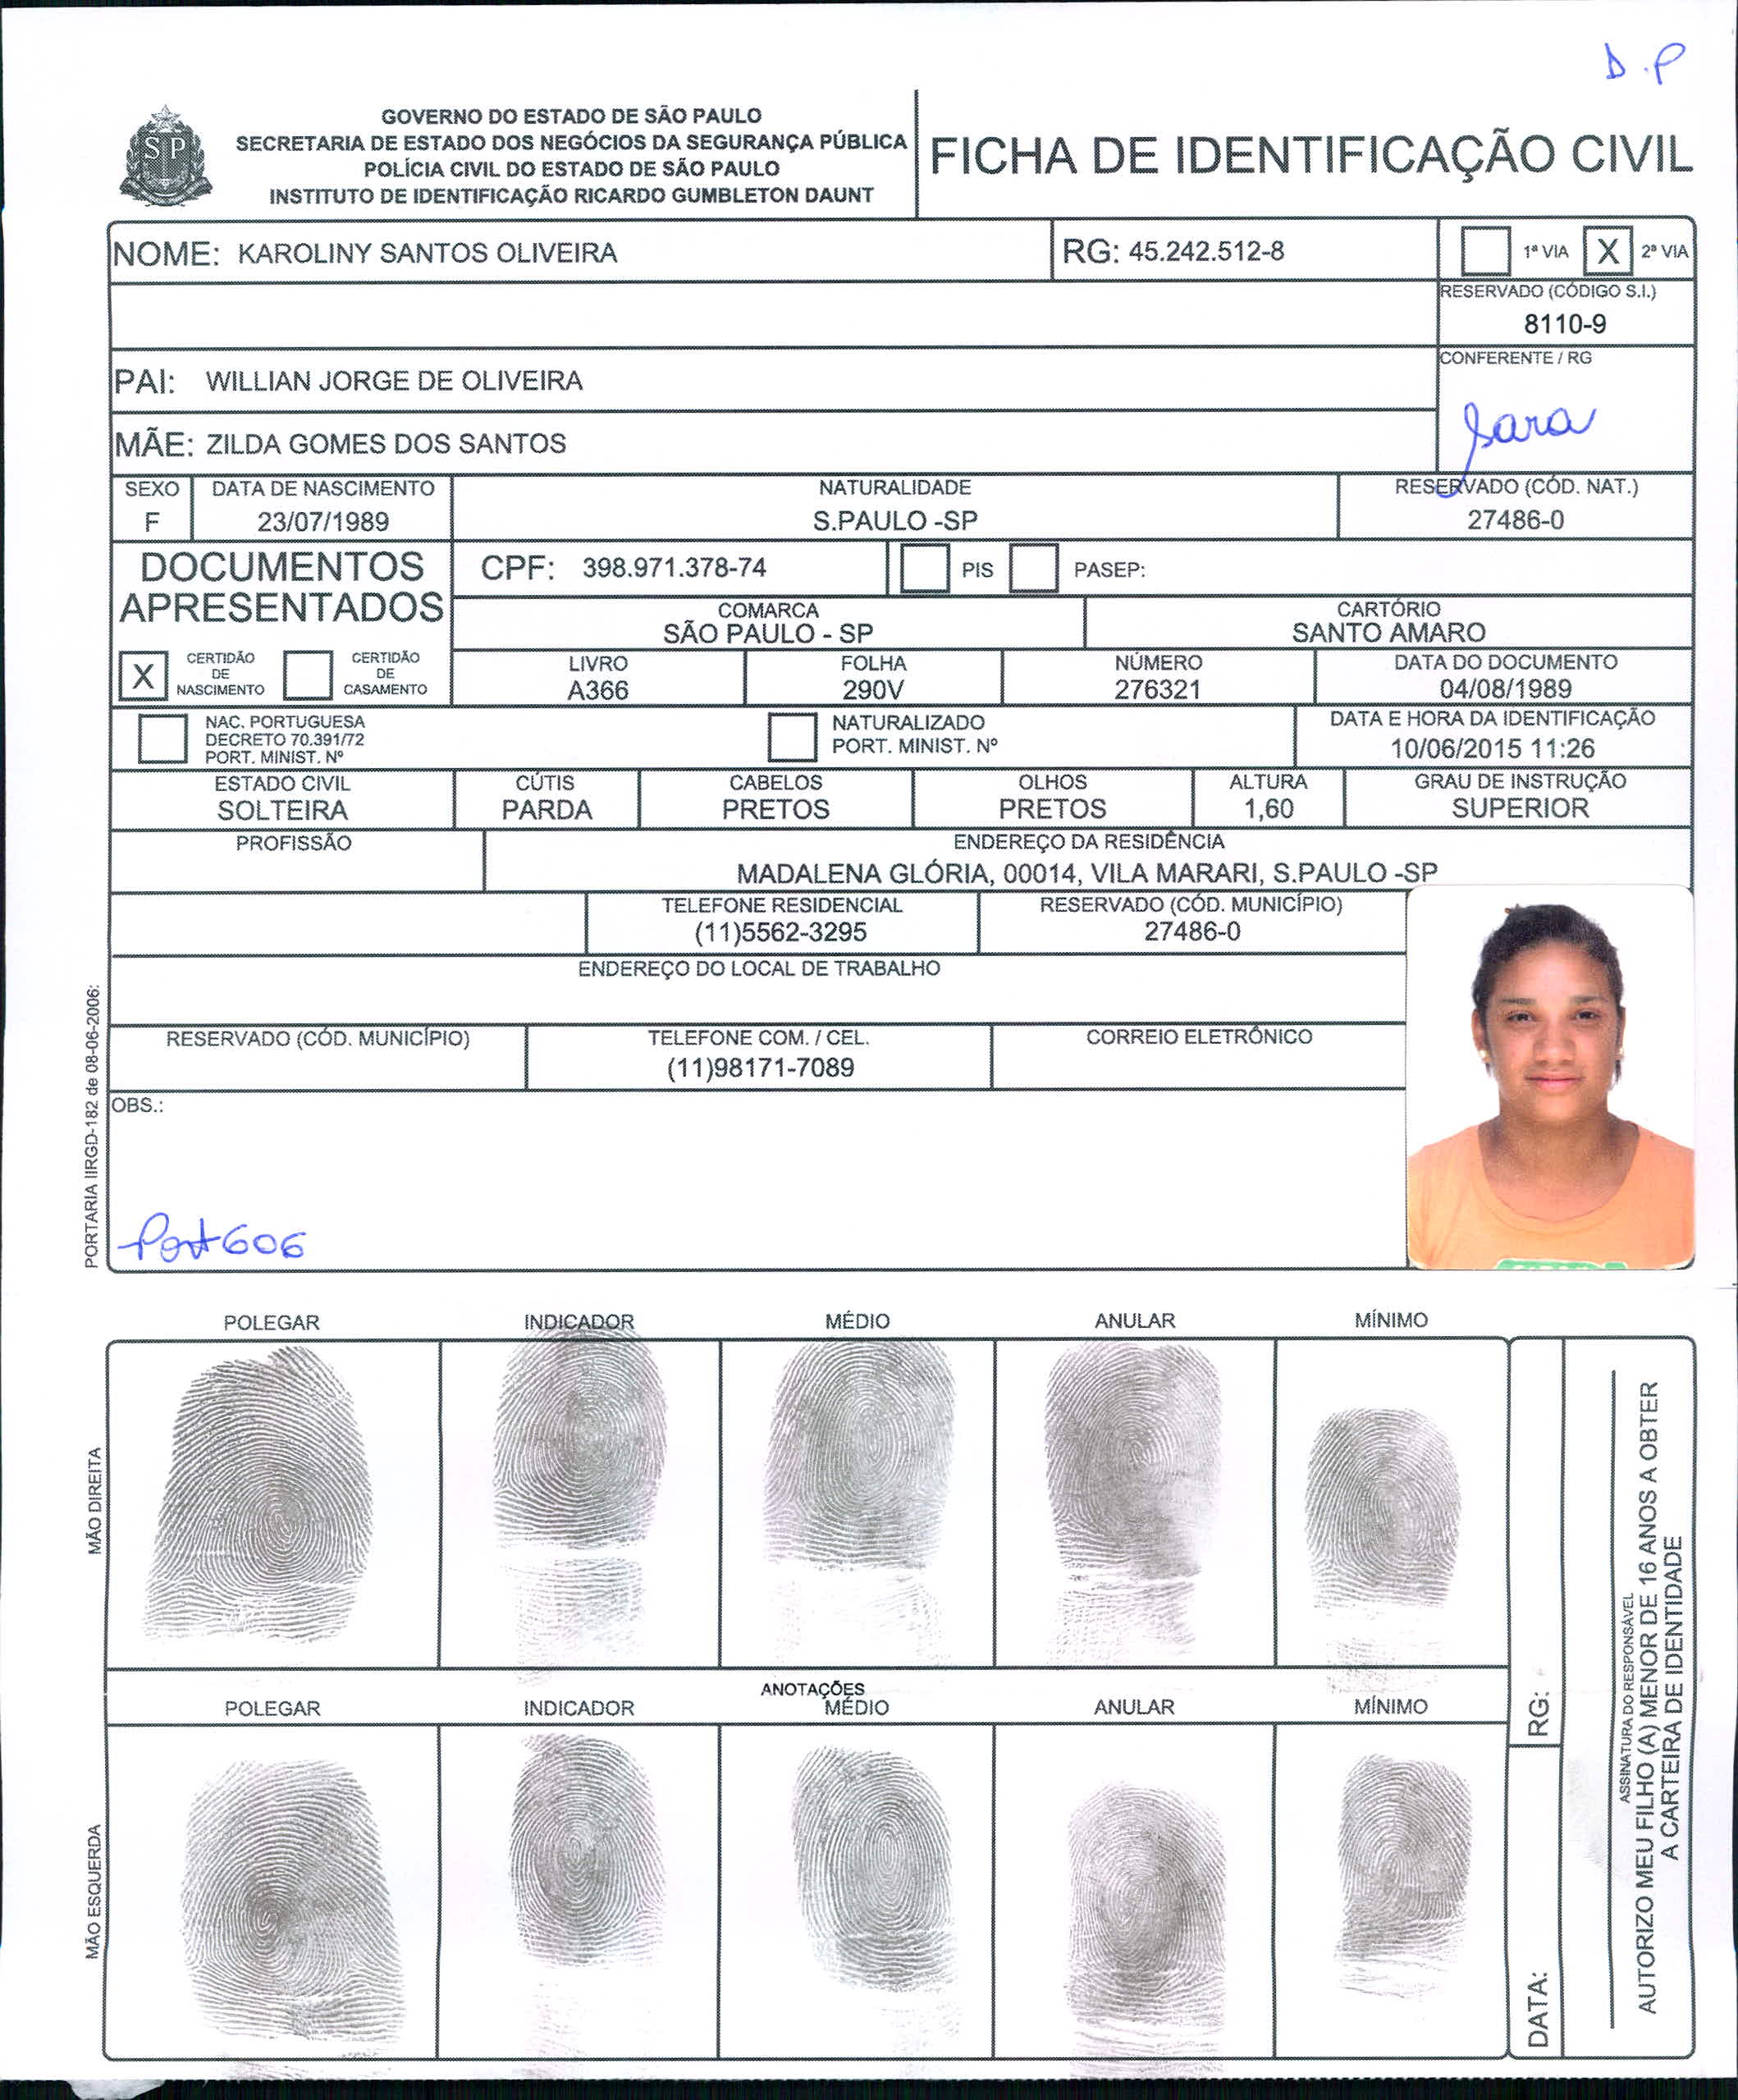 D.P
GOVERNO DO ESTADO DE SÃO PAULO
SECRETARIA DE ESTADO DOS NEGÓCIOS DA SEGURANÇA PÚBLICA
POLÍCIA CIVIL DO ESTADO DE SÃO PAULO
INSTITUTO DE IDENTIFICAÇÃO RICARDO GUMBLETON DAUNT
SP
FICHA DE IDENTIFICAÇÃO CIVIL
NOME: KAROLINY SANTOS OLIVEIRA
RG: 45.242.512-8
1ª VIA X 2ª VIA
RESERVADO (CÓDIGO S.I.)
8110-9
PAI: WILLIAN JORGE DE OLIVEIRA
CONFERENTE / RG
Sara
MÃE: ZILDA GOMES DOS SANTOS
SEXO DATA DE NASCIMENTO NATURALIDADE RESERVADO (CÓD. NAT.)
F 23/07/1989 S.PAULO -SP 27486-0
DOCUMENTOS
APRESENTADOS
CPF: 398.971.378-74 PIS PASEP:
COMARCA CARTÓRIO
SÃO PAULO - SP SANTO AMARO
X CERTIDÃO
DE
NASCIMENTO
CERTIDÃO
DE
CASAMENTO
LIVRO FOLHA NÚMERO DATA DO DOCUMENTO
A366 290V 276321 04/08/1989
NAC. PORTUGUESA
DECRETO 70.391/72
PORT. MINIST. Nº
NATURALIZADO
PORT. MINIST. Nº
DATA E HORA DA IDENTIFICAÇÃO
10/06/2015 11:26
ESTADO CIVIL CÚTIS CABELOS OLHOS ALTURA GRAU DE INSTRUÇÃO
SOLTEIRA PARDA PRETOS PRETOS 1,60 SUPERIOR
PROFISSÃO ENDEREÇO DA RESIDÊNCIA
MADALENA GLÓRIA, 00014, VILA MARARI, S.PAULO -SP
TELEFONE RESIDENCIAL RESERVADO (CÓD. MUNICÍPIO)
(11)5562-3295 27486-0
ENDEREÇO DO LOCAL DE TRABALHO
RESERVADO (CÓD. MUNICÍPIO) TELEFONE COM. / CEL. CORREIO ELETRÔNICO
(11)98171-7089
OBS.:
Port 606
PORTARIA IIRGD-182 de 08-06-2006:
POLEGAR INDICADOR MÉDIO ANULAR MÍNIMO
MÃO DIREITA
ANOTAÇÕES
POLEGAR INDICADOR MÉDIO ANULAR MÍNIMO
MÃO ESQUERDA
RG:
DATA:
ASSINATURA DO RESPONSÁVEL
AUTORIZO MEU FILHO (A) MENOR DE 16 ANOS A OBTER
A CARTEIRA DE IDENTIDADE